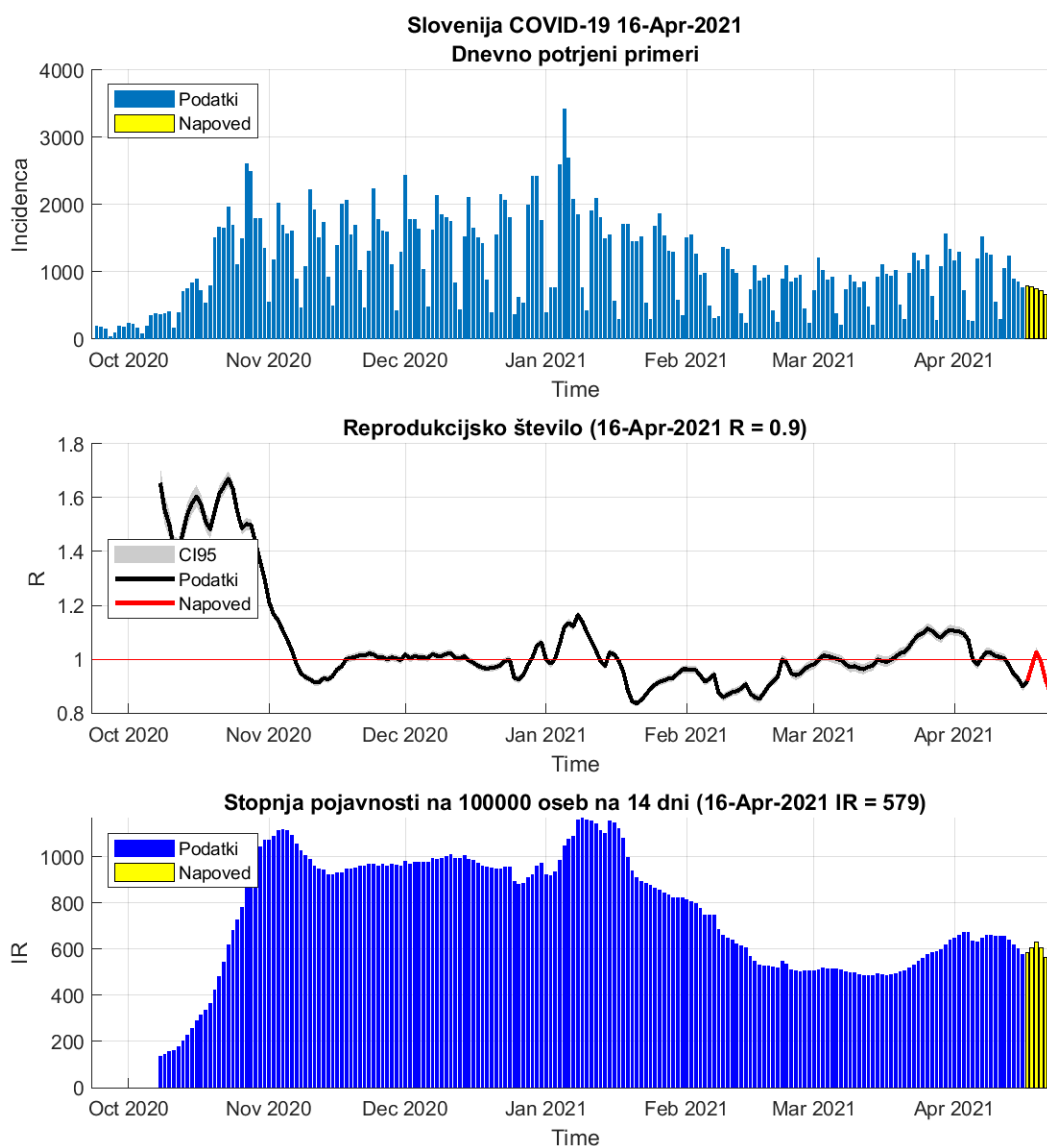 Slovenija COVID-19 16-Apr-2021
Dnevno potrjeni primeri
4000
3000
2000
1000
0
Incidenca
Podatki
Napoved
Oct 2020
Nov 2020
Dec 2020
Jan 2021
Feb 2021
Mar 2021
Apr 2021
Time
Reprodukcijsko število (16-Apr-2021 R = 0.9)
1.8
1.6
1.4
1.2
1
0.8
R
CI95
Podatki
Napoved
Oct 2020
Nov 2020
Dec 2020
Jan 2021
Feb 2021
Mar 2021
Apr 2021
Time
Stopnja pojavnosti na 100000 oseb na 14 dni (16-Apr-2021 IR = 579)
1000
800
600
400
200
0
IR
Podatki
Napoved
Oct 2020
Nov 2020
Dec 2020
Jan 2021
Feb 2021
Mar 2021
Apr 2021
Time